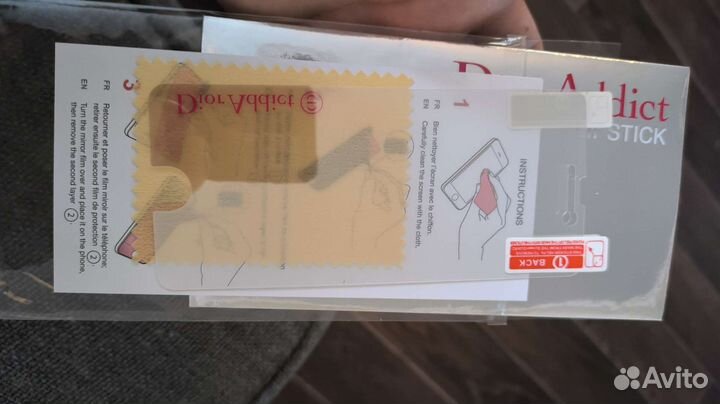 Dior Addict
STICK
Dior Addict
INSTRUCTIONS
1
FR Bien nettoyer l'écran avec le chiffon.
EN Carefully clean the screen with the cloth.
3
FR Retourner et poser le film miroir sur le téléphone;
retirer ensuite le second film de protection (2).
EN Turn the mirror film over and place it on the phone,
then remove the second layer (2).
1 BACK
Avito